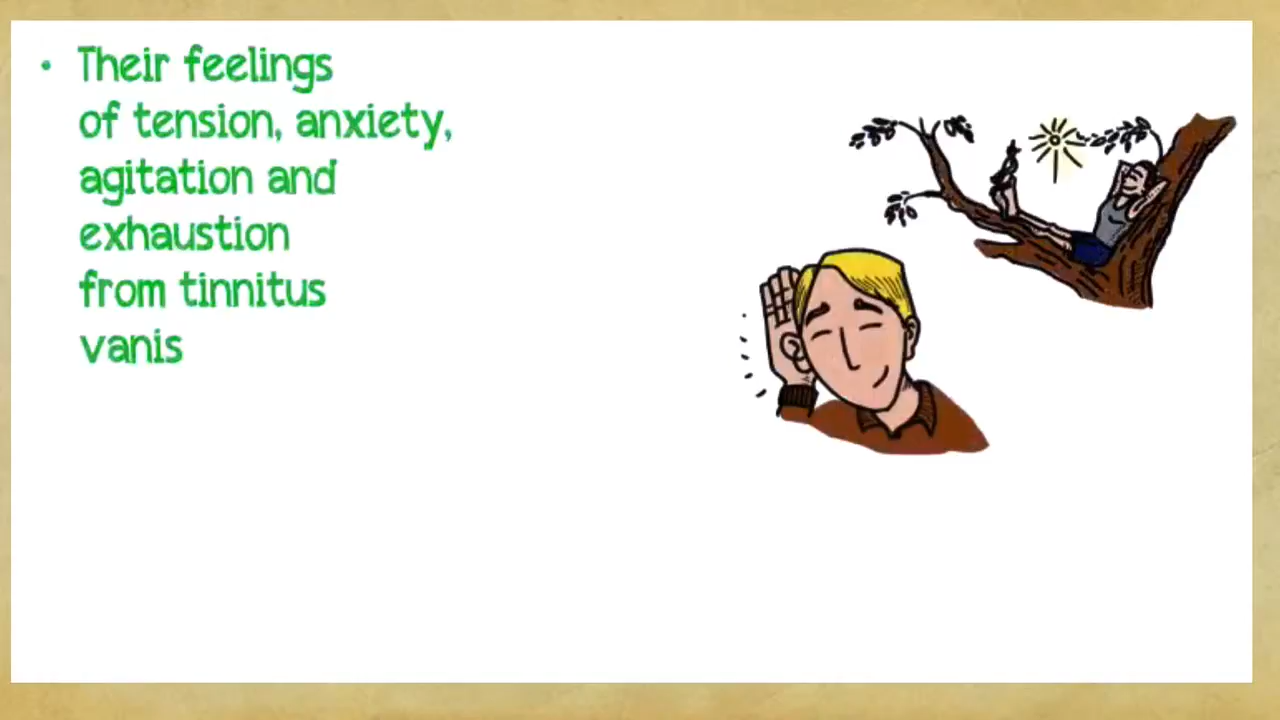 • Their feelings
of tension, anxiety,
agitation and
exhaustion
from tinnitus
vanis